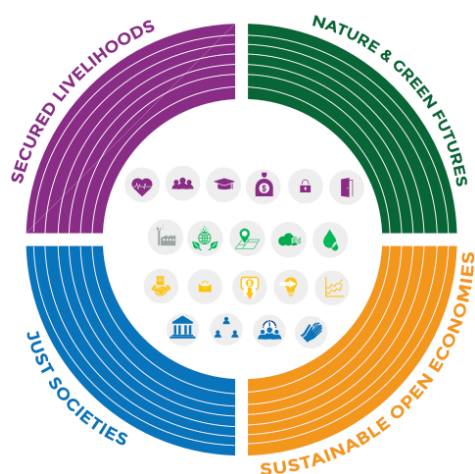 SECURED LIVELIHOODS
NATURE & GREEN FUTURES
$
JUST SOCIETIES
SUSTAINABLE OPEN ECONOMIES